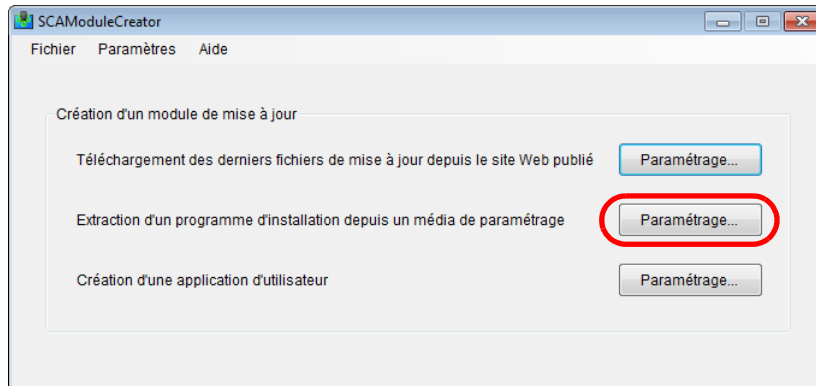 SCAModuleCreator
Fichier Paramètres Aide
Création d'un module de mise à jour
Téléchargement des derniers fichiers de mise à jour depuis le site Web publié Paramétrage...
Extraction d'un programme d'installation depuis un média de paramétrage Paramétrage...
Création d'une application d'utilisateur Paramétrage...